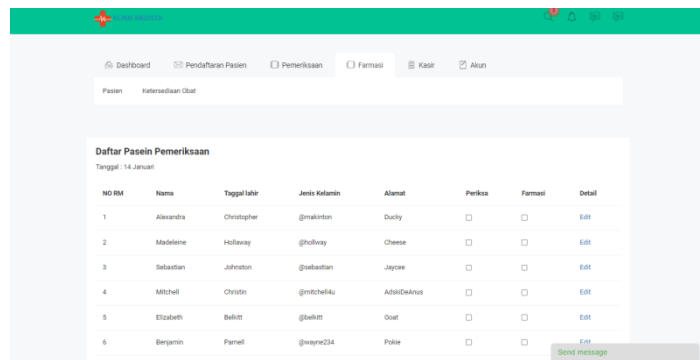 KLINIK MEDISTA
Dashboard Pendaftaran Pasien Pemeriksaan Farmasi Kasir Akun
Pasien Ketersediaan Obat
Daftar Pasein Pemeriksaan
Tanggal : 14 Januari
NO RM Nama Taggal lahir Jenis Kelamin Alamat Periksa Farmasi Detail
1 Alexandra Christopher @makinton Ducky Edit
2 Madeleine Hollaway @hollway Cheese Edit
3 Sebastian Johnston @sebastian Jaycee Edit
4 Mitchell Christin @mitchell4u AdskiDeAnus Edit
5 Elizabeth Belkitt @belkitt Goat Edit
6 Benjamin Parnell @wayne234 Pokie Edit
Send message